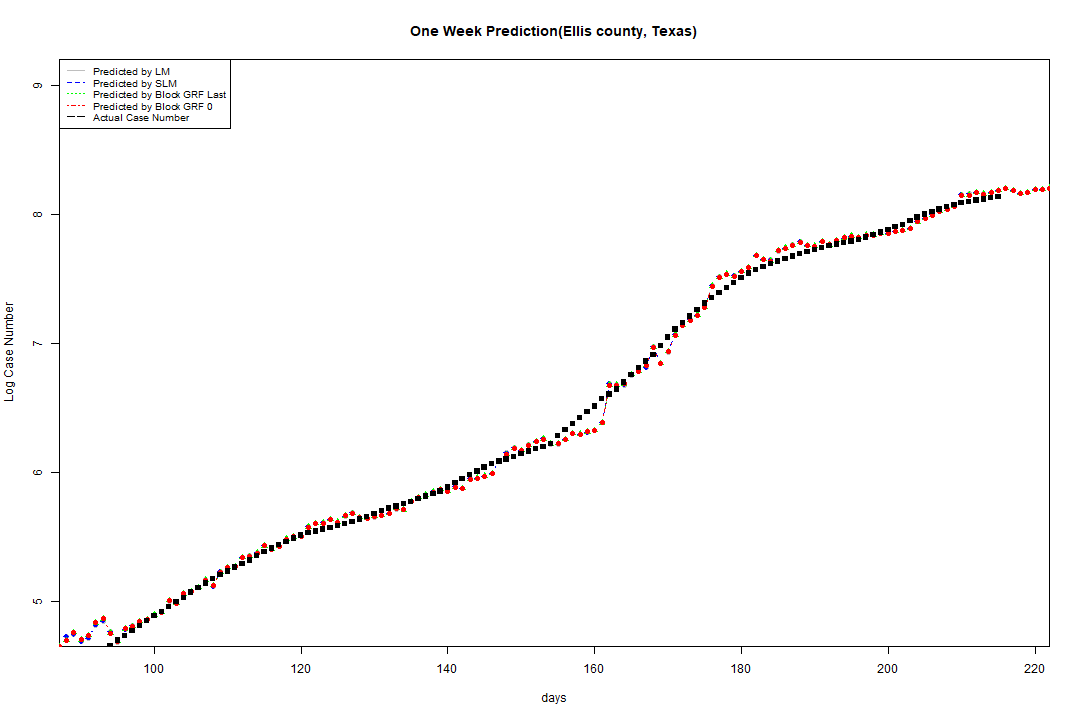 One Week Prediction(Ellis county, Texas)
Predicted by LM
Predicted by SLM
Predicted by Block GRF Last
Predicted by Block GRF 0
Actual Case Number
9
8
7
6
5
Log Case Number
100 120 140 160 180 200 220
days